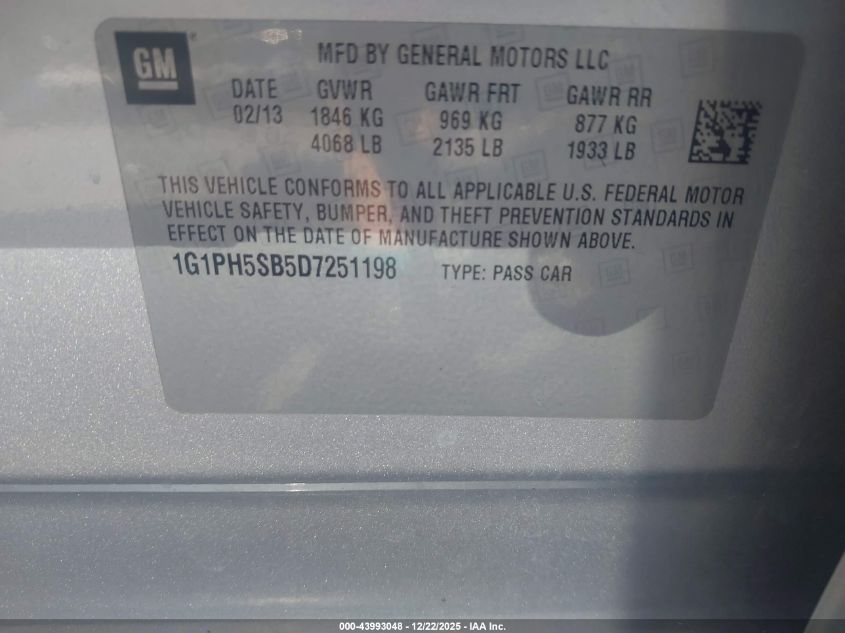 GM
MFD BY GENERAL MOTORS LLC
DATE GVWR GAWR FRT GAWR RR
02/13 1846 KG 969 KG 877 KG
4068 LB 2135 LB 1933 LB
THIS VEHICLE CONFORMS TO ALL APPLICABLE U.S. FEDERAL MOTOR
VEHICLE SAFETY, BUMPER, AND THEFT PREVENTION STANDARDS IN
EFFECT ON THE DATE OF MANUFACTURE SHOWN ABOVE.
1G1PH5SB5D7251198 TYPE: PASS CAR
000-43993048 - 12/22/2025 - IAA Inc.